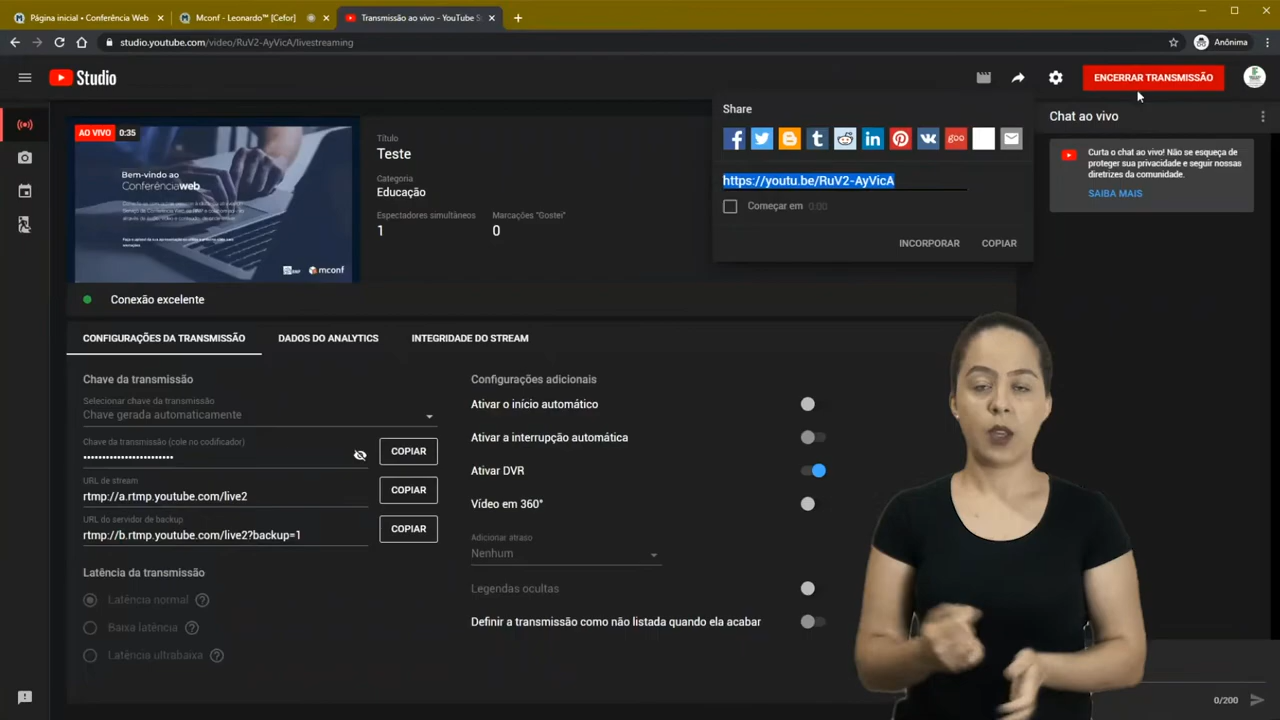 Página inicial • Conferência Web
Mconf - Leonardo™ [Cefor]
Transmissão ao vivo - YouTube S
studio.youtube.com/video/RuV2-AyVicA/livestreaming
Anônima
Studio
ENCERRAR TRANSMISSÃO
AO VIVO 0:35
Bem-vindo ao
Conferênciaweb
mconf
Título
Teste
Categoria
Educação
Espectadores simultâneos
1
Marcações "Gostei"
0
Share
goo
https://youtu.be/RuV2-AyVicA
Começar em 0:00
INCORPORAR
COPIAR
Chat ao vivo
Curta o chat ao vivo! Não se esqueça de
proteger sua privacidade e seguir nossas
diretrizes da comunidade.
SAIBA MAIS
Conexão excelente
CONFIGURAÇÕES DA TRANSMISSÃO
DADOS DO ANALYTICS
INTEGRIDADE DO STREAM
Chave da transmissão
Selecionar chave da transmissão
Chave gerada automaticamente
Chave da transmissão (cole no codificador)
••••••••••••••••••••••••
COPIAR
URL de stream
rtmp://a.rtmp.youtube.com/live2
COPIAR
URL do servidor de backup
rtmp://b.rtmp.youtube.com/live2?backup=1
COPIAR
Latência da transmissão
Latência normal
Baixa latência
Latência ultrabaixa
Configurações adicionais
Ativar o início automático
Ativar a interrupção automática
Ativar DVR
Vídeo em 360°
Adicionar atraso
Nenhum
Legendas ocultas
Definir a transmissão como não listada quando ela acabar
0/200